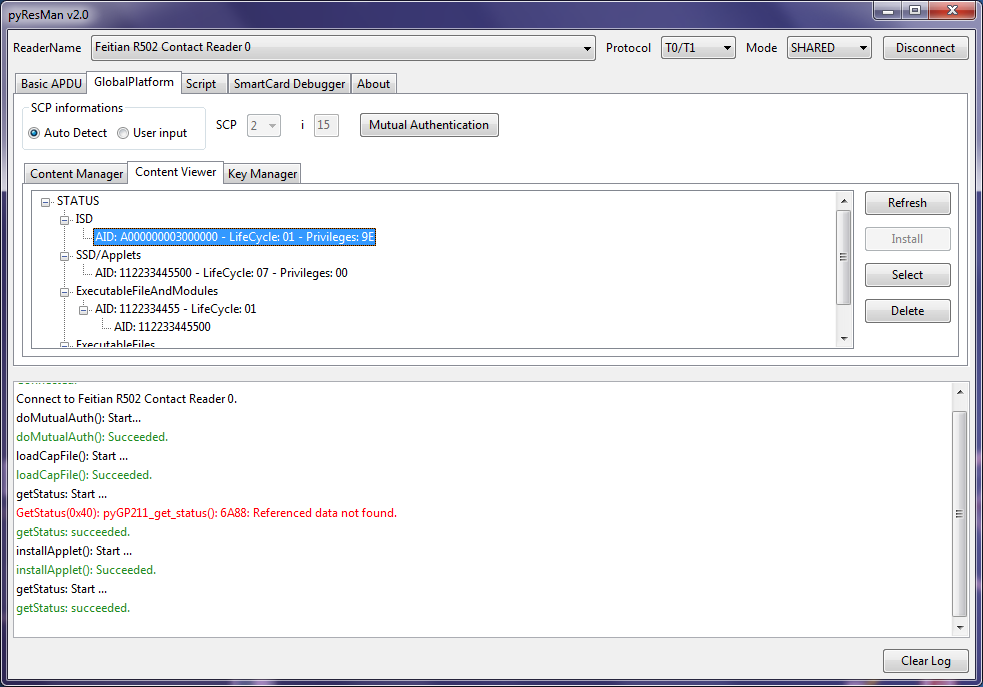 pyResMan v2.0
ReaderName Feitian R502 Contact Reader 0 Protocol T0/T1 Mode SHARED Disconnect
Basic APDU GlobalPlatform Script SmartCard Debugger About
SCP informations
Auto Detect User input SCP 2 i 15 Mutual Authentication
Content Manager Content Viewer Key Manager
STATUS
ISD
AID: A000000003000000 - LifeCycle: 01 - Privileges: 9E
SSD/Applets
AID: 112233445500 - LifeCycle: 07 - Privileges: 00
ExecutableFileAndModules
AID: 1122334455 - LifeCycle: 01
AID: 112233445500
ExecutableFiles
Refresh
Install
Select
Delete
Connected.
Connect to Feitian R502 Contact Reader 0.
doMutualAuth(): Start...
doMutualAuth(): Succeeded.
loadCapFile(): Start ...
loadCapFile(): Succeeded.
getStatus: Start ...
GetStatus(0x40): pyGP211_get_status(): 6A88: Referenced data not found.
getStatus: succeeded.
installApplet(): Start ...
installApplet(): Succeeded.
getStatus: Start ...
getStatus: succeeded.
Clear Log